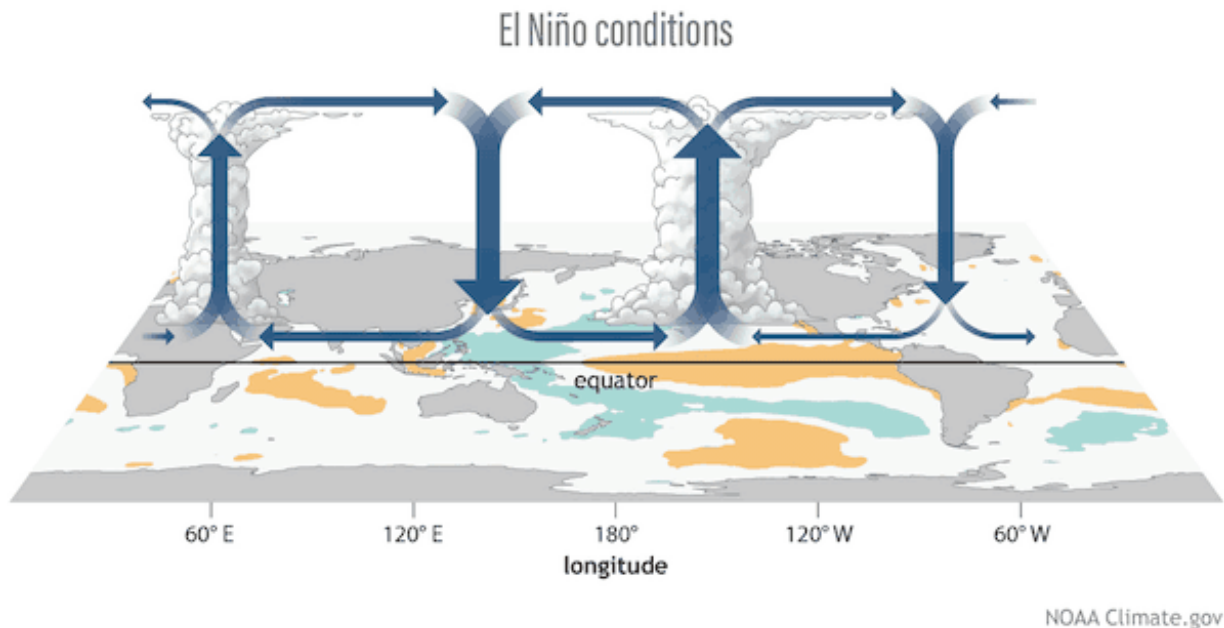 El Niño conditions
equator
60° E 120° E 180° 120° W 60° W
longitude
NOAA Climate.gov